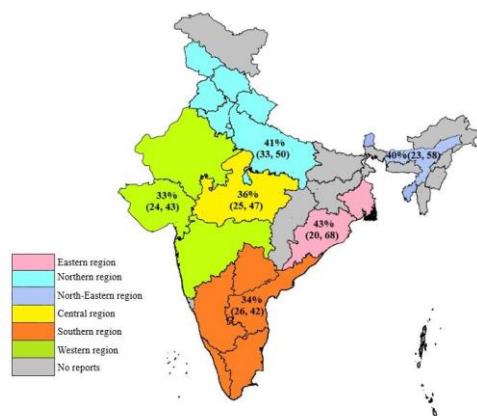 41%
(33, 50)
40%(23, 58)
33%
(24, 43)
36%
(25, 47)
43%
(20, 68)
34%
(26, 42)
Eastern region
Northern region
North-Eastern region
Central region
Southern region
Western region
No reports